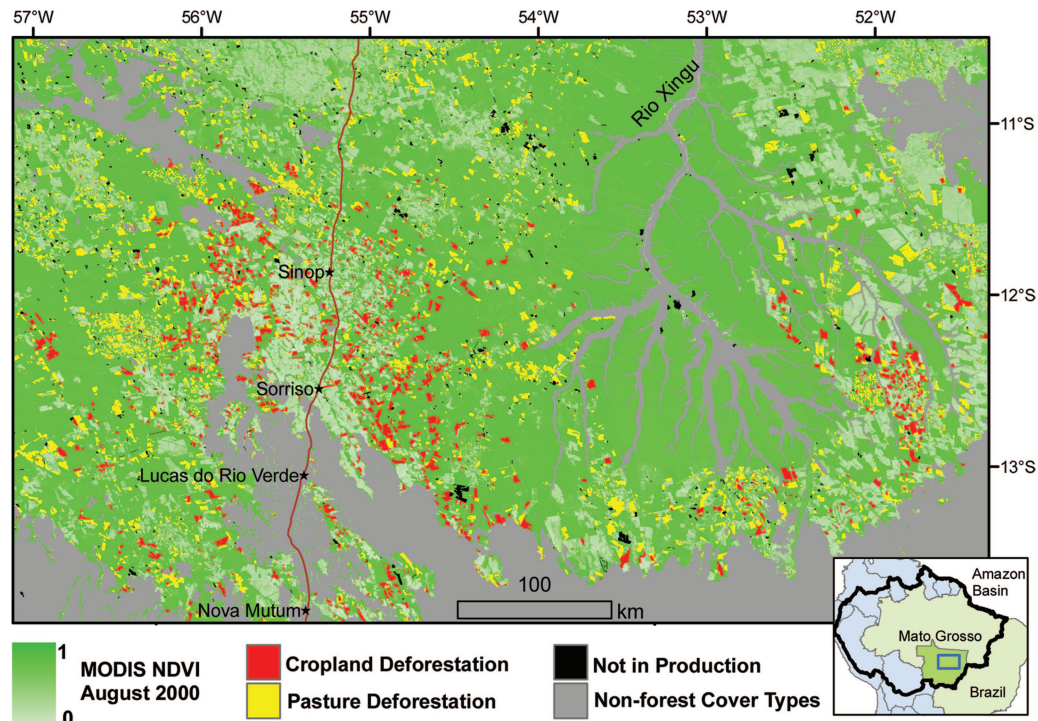 57°W 56°W 55°W 54°W 53°W 52°W
Rio Xingu
11°S
Sinop
12°S
Sorriso
Lucas do Rio Verde
13°S
100
km
Nova Mutum
Amazon
Basin
Mato Grosso
Brazil
1
MODIS NDVI
August 2000
0
Cropland Deforestation
Pasture Deforestation
Not in Production
Non-forest Cover Types